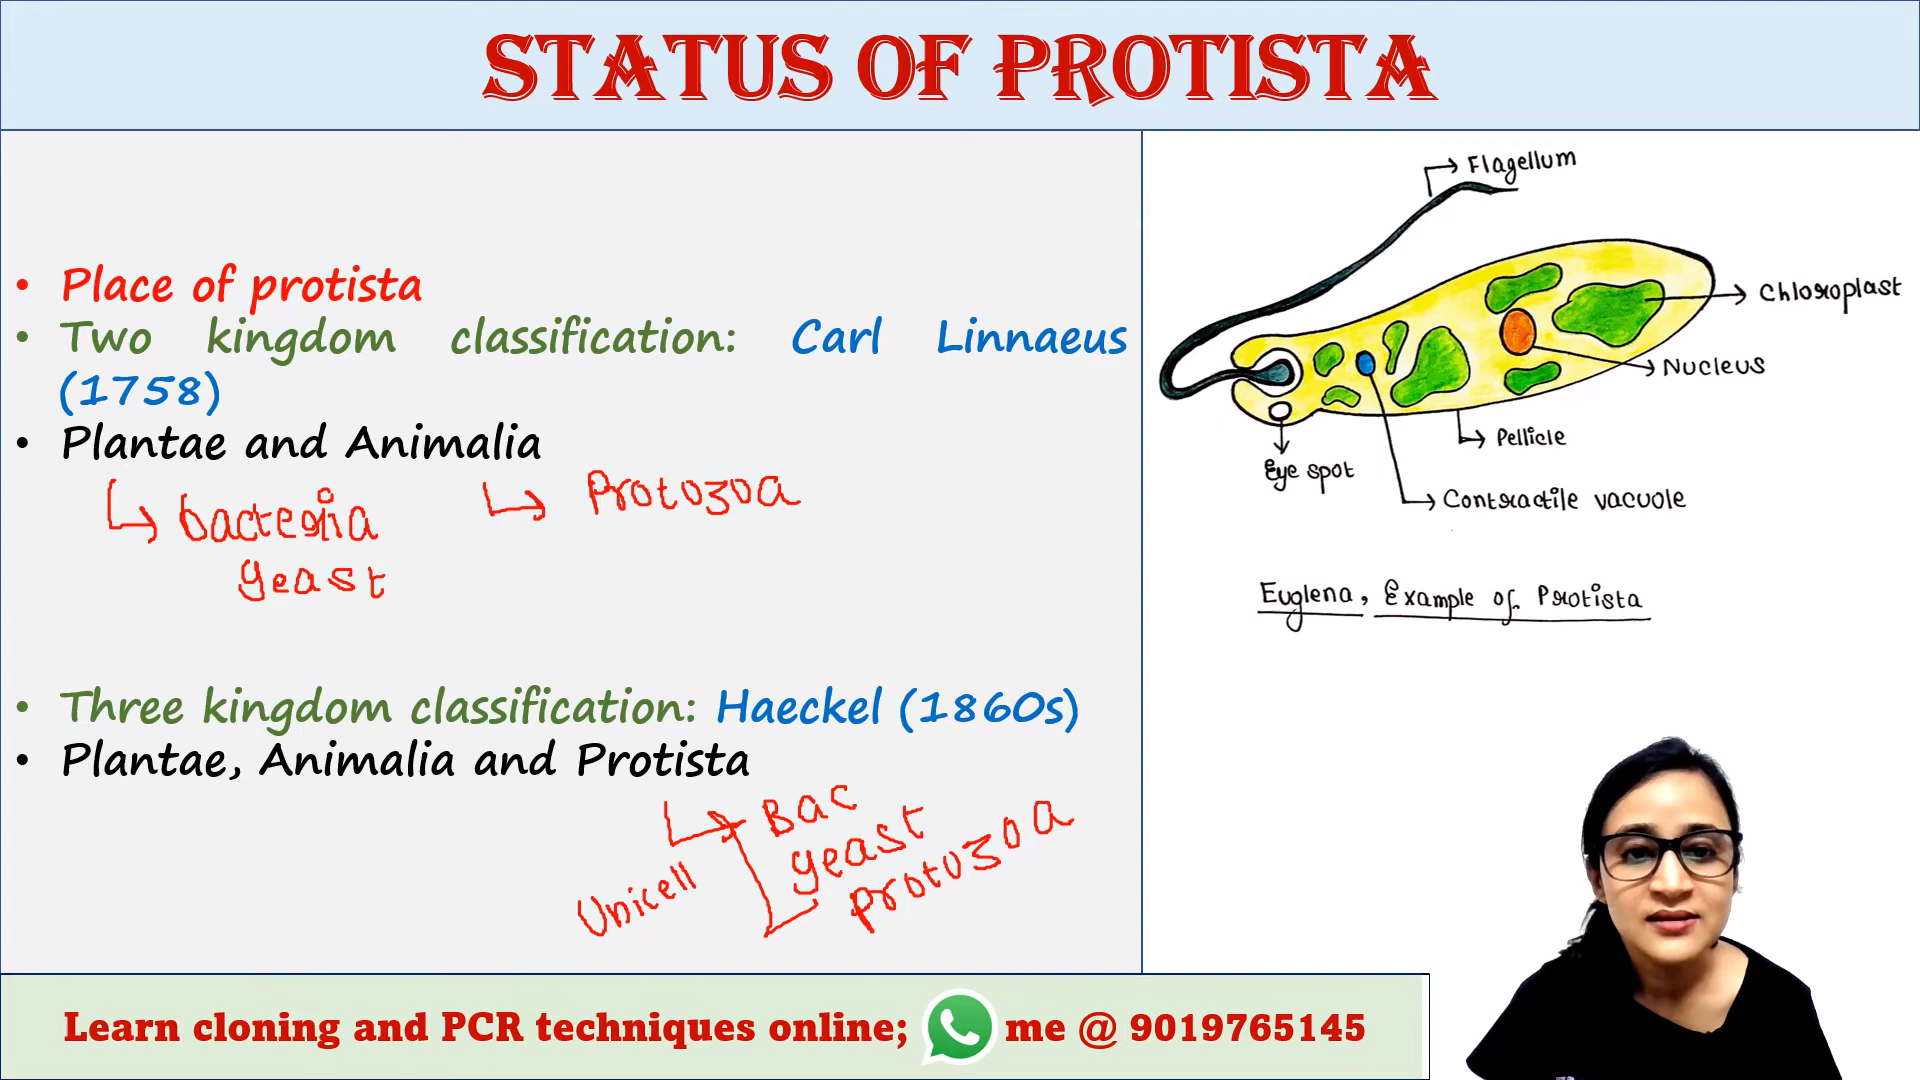 STATUS OF PROTISTA
• Place of protista
• Two kingdom classification: Carl Linnaeus
(1758)
• Plantae and Animalia
bacteria
yeast
Protozoa
• Three kingdom classification: Haeckel (1860s)
• Plantae, Animalia and Protista
Unicell
Bac
yeast
protozoa
Flagellum
Chloroplast
Nucleus
Pellicle
Eye spot
Contractile vacuole
Euglena, Example of Protista
Learn cloning and PCR techniques online; me @ 9019765145